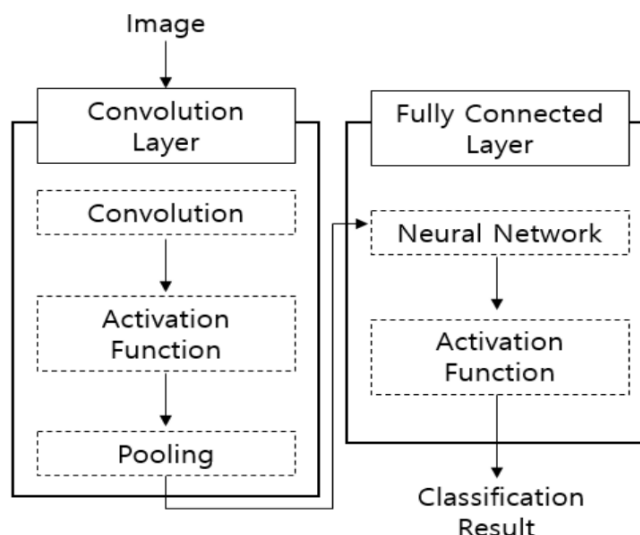 Image
Convolution
Layer
Convolution
Activation
Function
Pooling
Fully Connected
Layer
Neural Network
Activation
Function
Classification
Result